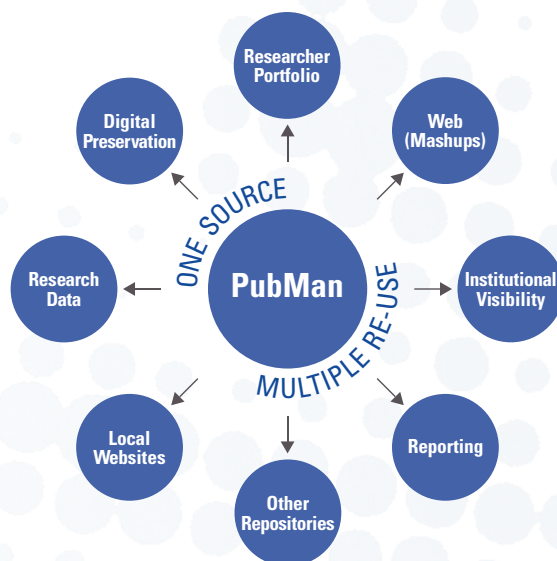 Researcher
Portfolio
Digital
Preservation
Web
(Mashups)
ONE SOURCE
PubMan
MULTIPLE RE-USE
Research
Data
Institutional
Visibility
Local
Websites
Reporting
Other
Repositories